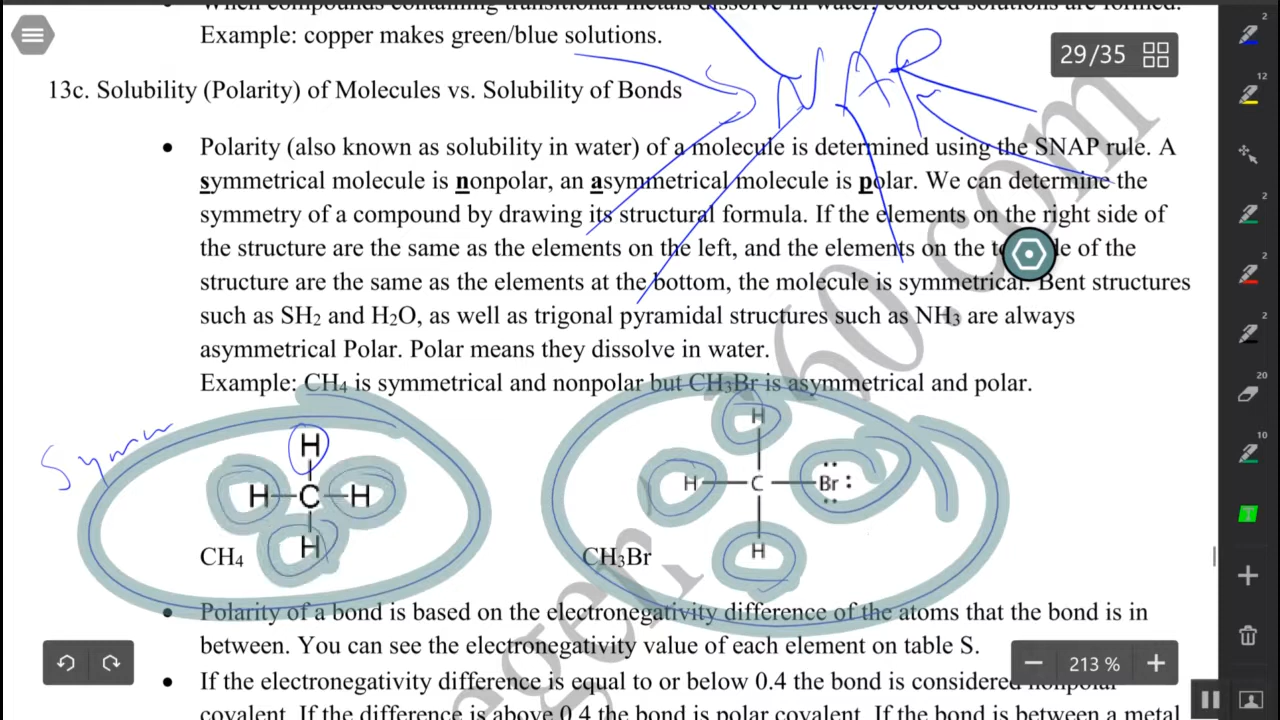 When compounds containing transitional metals dissolve in water, colored solutions are formed.
Example: copper makes green/blue solutions.
29/35
13c. Solubility (Polarity) of Molecules vs. Solubility of Bonds
Polarity (also known as solubility in water) of a molecule is determined using the SNAP rule. A
symmetrical molecule is nonpolar, an asymmetrical molecule is polar. We can determine the
symmetry of a compound by drawing its structural formula. If the elements on the right side of
the structure are the same as the elements on the left, and the elements on the of the
structure are the same as the elements at the bottom, the molecule is symmetrical. Bent structures
such as SH2 and H2O, as well as trigonal pyramidal structures such as NH3 are always
asymmetrical Polar. Polar means they dissolve in water.
Example: CH4 is symmetrical and nonpolar but CH3Br is asymmetrical and polar.
Symm
H
H-C-H
H
CH4
H
H-C-Br
H
CH3Br
Polarity of a bond is based on the electronegativity difference of the atoms that the bond is in
between. You can see the electronegativity value of each element on table S.
If the electronegativity difference is equal to or below 0.4 the bond is considered nonpolar
covalent. If the difference is above 0.4 the bond is polar covalent. If the bond is between a metal
213 %
2
12
2
2
2
20
10